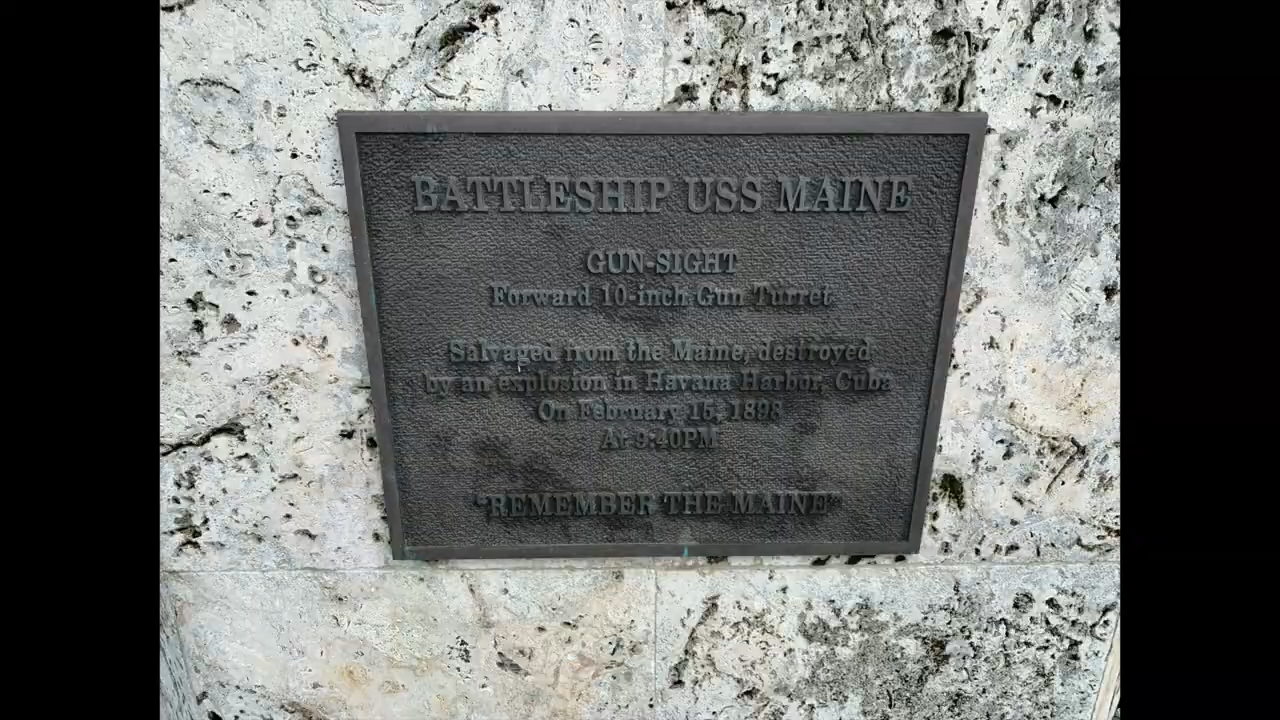 BATTLESHIP USS MAINE
GUN-SIGHT
Forward 10-inch Gun Turret
Salvaged from the Maine, destroyed
by an explosion in Havana Harbor, Cuba
On February 15, 1898
At 9:40PM
"REMEMBER THE MAINE"